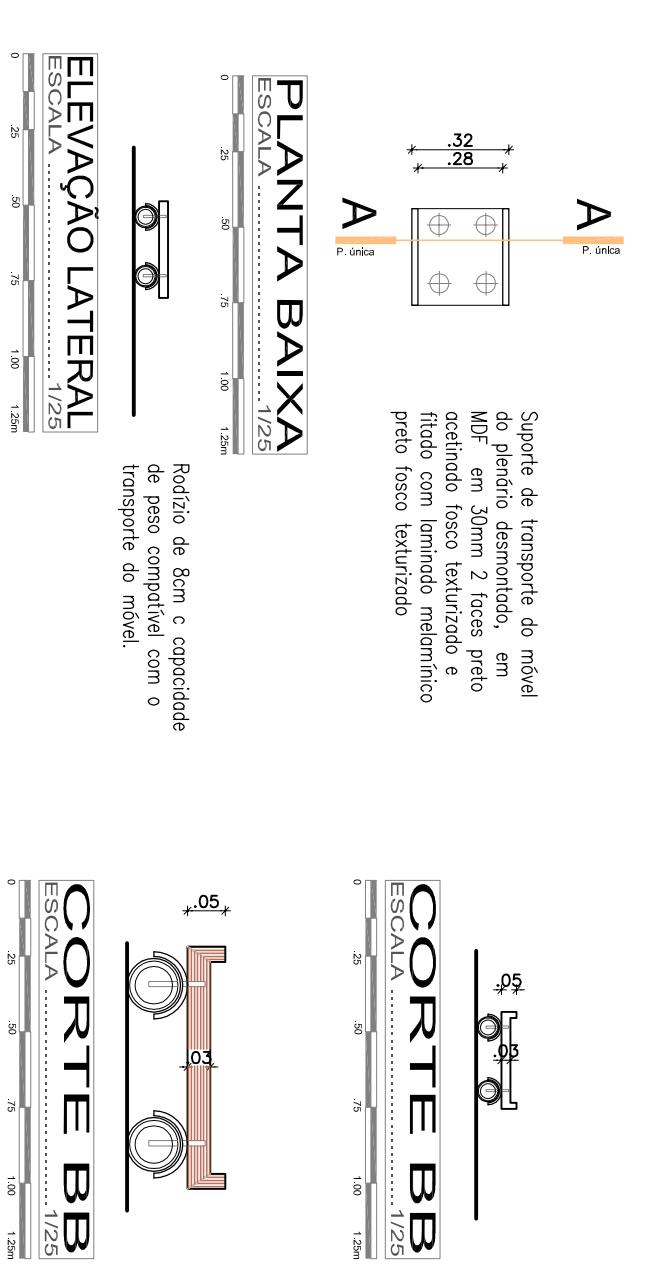 .32
.28
A
A
P. única
P. única
Suporte de transporte do móvel
do plenário desmontado, em
MDF em 30mm 2 faces preto
acetinado fosco texturizado e
fitado com laminado melamínico
preto fosco texturizado
PLANTA BAIXA
ESCALA 1/25
0 .25 .50 .75 1.00 1.25m
Rodízio de 8cm c capacidade
de peso compatível com o
transporte do móvel.
ELEVAÇÃO LATERAL
ESCALA 1/25
0 .25 .50 .75 1.00 1.25m
.05
.03
CORTE BB
ESCALA 1/25
0 .25 .50 .75 1.00 1.25m
.05
.03
CORTE BB
ESCALA 1/25
0 .25 .50 .75 1.00 1.25m